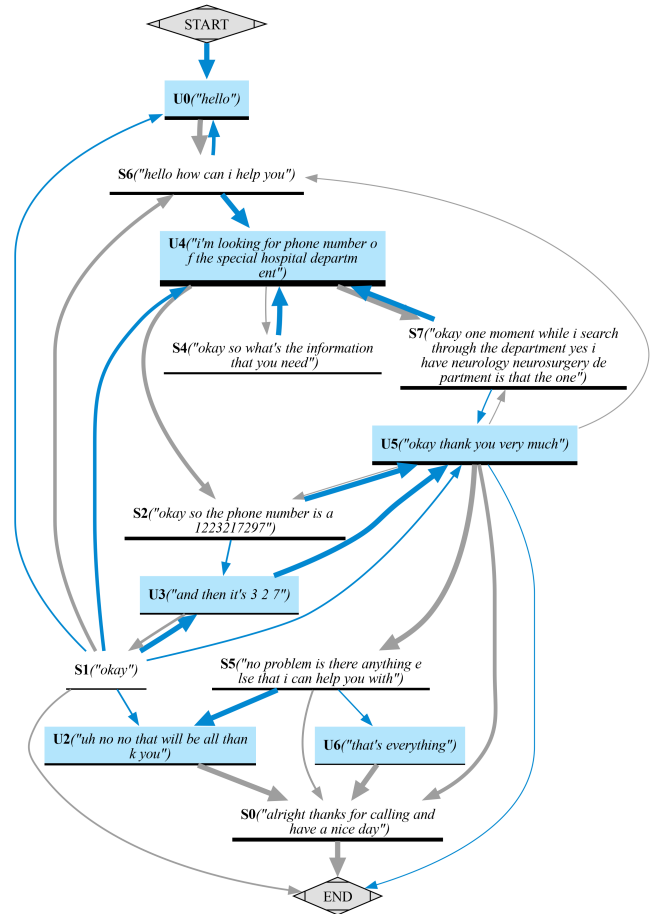 START
U0("hello")
S6("hello how can i help you")
U4("i'm looking for phone number o
f the special hospital departm
ent")
S7("okay one moment while i search
through the department yes i
have neurology neurosurgery de
partment is that the one")
S4("okay so what's the information
that you need")
U5("okay thank you very much")
S2("okay so the phone number is a
1223217297")
U3("and then it's 3 2 7")
S1("okay")
S5("no problem is there anything e
lse that i can help you with")
U2("uh no no that will be all than
k you")
U6("that's everything")
S0("alright thanks for calling and
have a nice day")
END